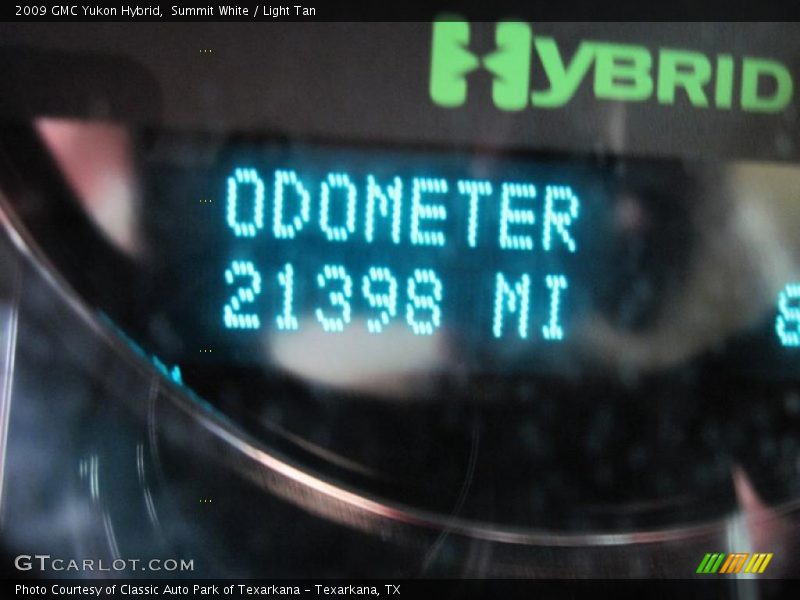 2009 GMC Yukon Hybrid,  Summit White / Light Tan
HYBRID
ODOMETER
21398 MI
8
GTCARLOT.COM
Photo Courtesy of Classic Auto Park of Texarkana - Texarkana, TX